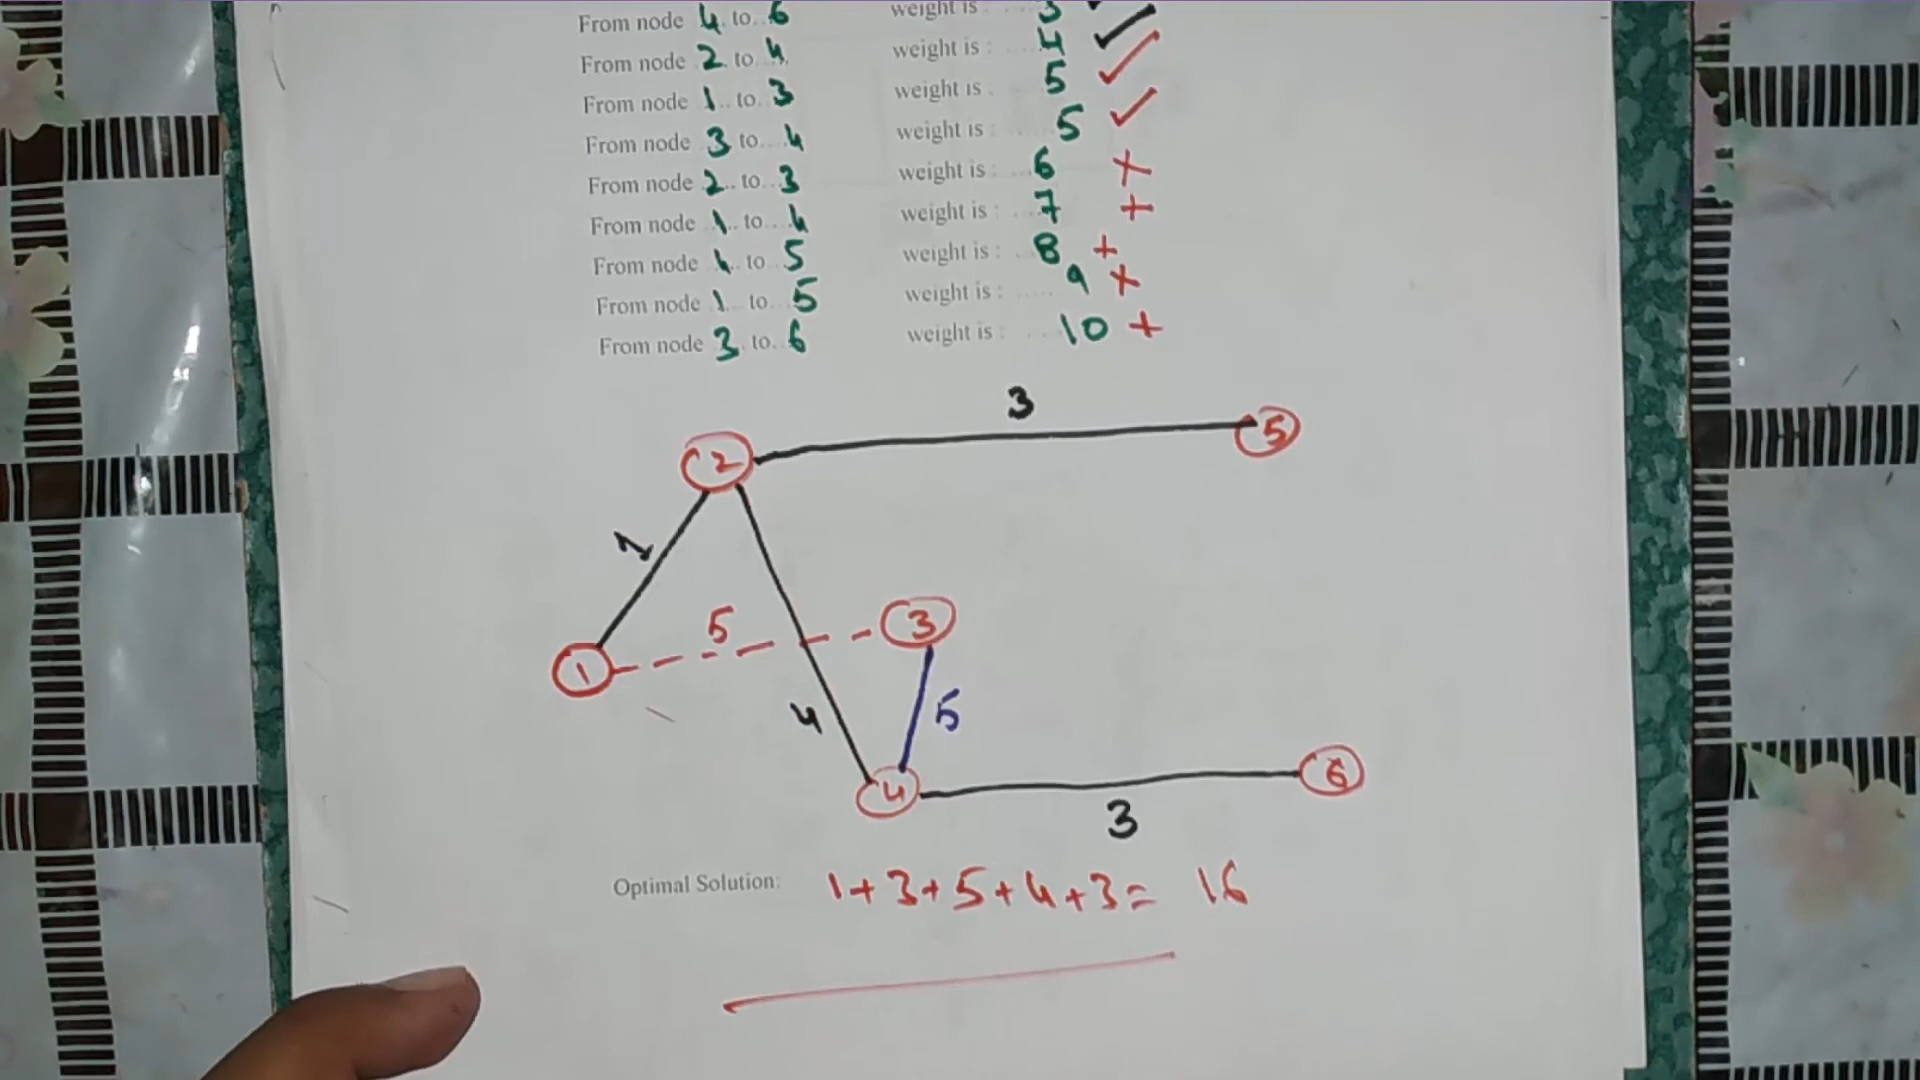 From node 4 to 6 weight is : 3
From node 2 to 4 weight is : 4
From node 1 to 3 weight is : 5
From node 3 to 4 weight is : 5
From node 2 to 3 weight is : 6
From node 1 to 4 weight is : 7
From node 4 to 5 weight is : 8
From node 1 to 5 weight is : 9
From node 3 to 6 weight is : 10
3
2
5
1
5
3
1
4
5
4
6
3
Optimal Solution: 1+3+5+4+3= 16